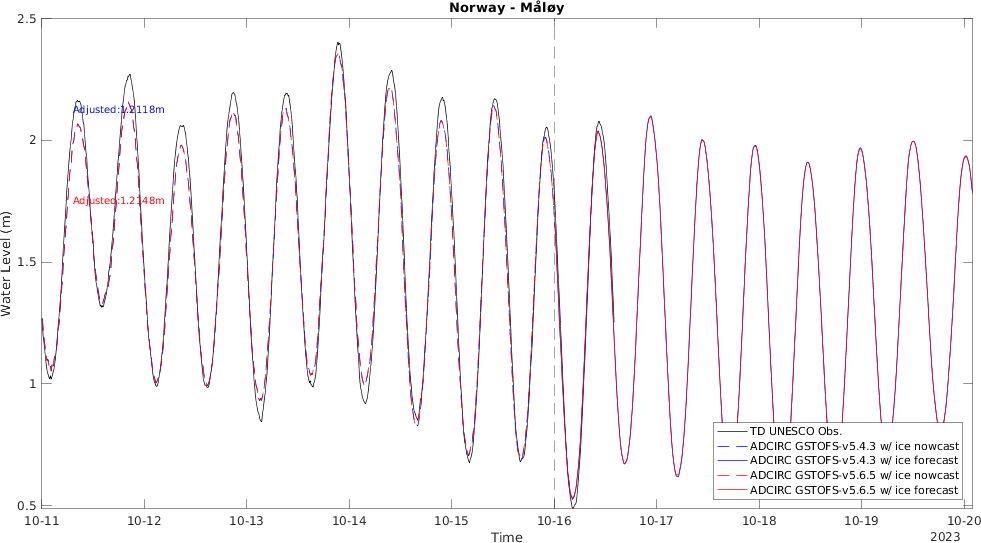 Norway - Måløy
2.5
2
1.5
1
0.5
Water Level (m)
Adjusted:1.2118m
Adjusted:1.2148m
TD UNESCO Obs.
ADCIRC GSTOFS-v5.4.3 w/ ice nowcast
ADCIRC GSTOFS-v5.4.3 w/ ice forecast
ADCIRC GSTOFS-v5.6.5 w/ ice nowcast
ADCIRC GSTOFS-v5.6.5 w/ ice forecast
10-11 10-12 10-13 10-14 10-15 10-16 10-17 10-18 10-19 10-20
Time
2023